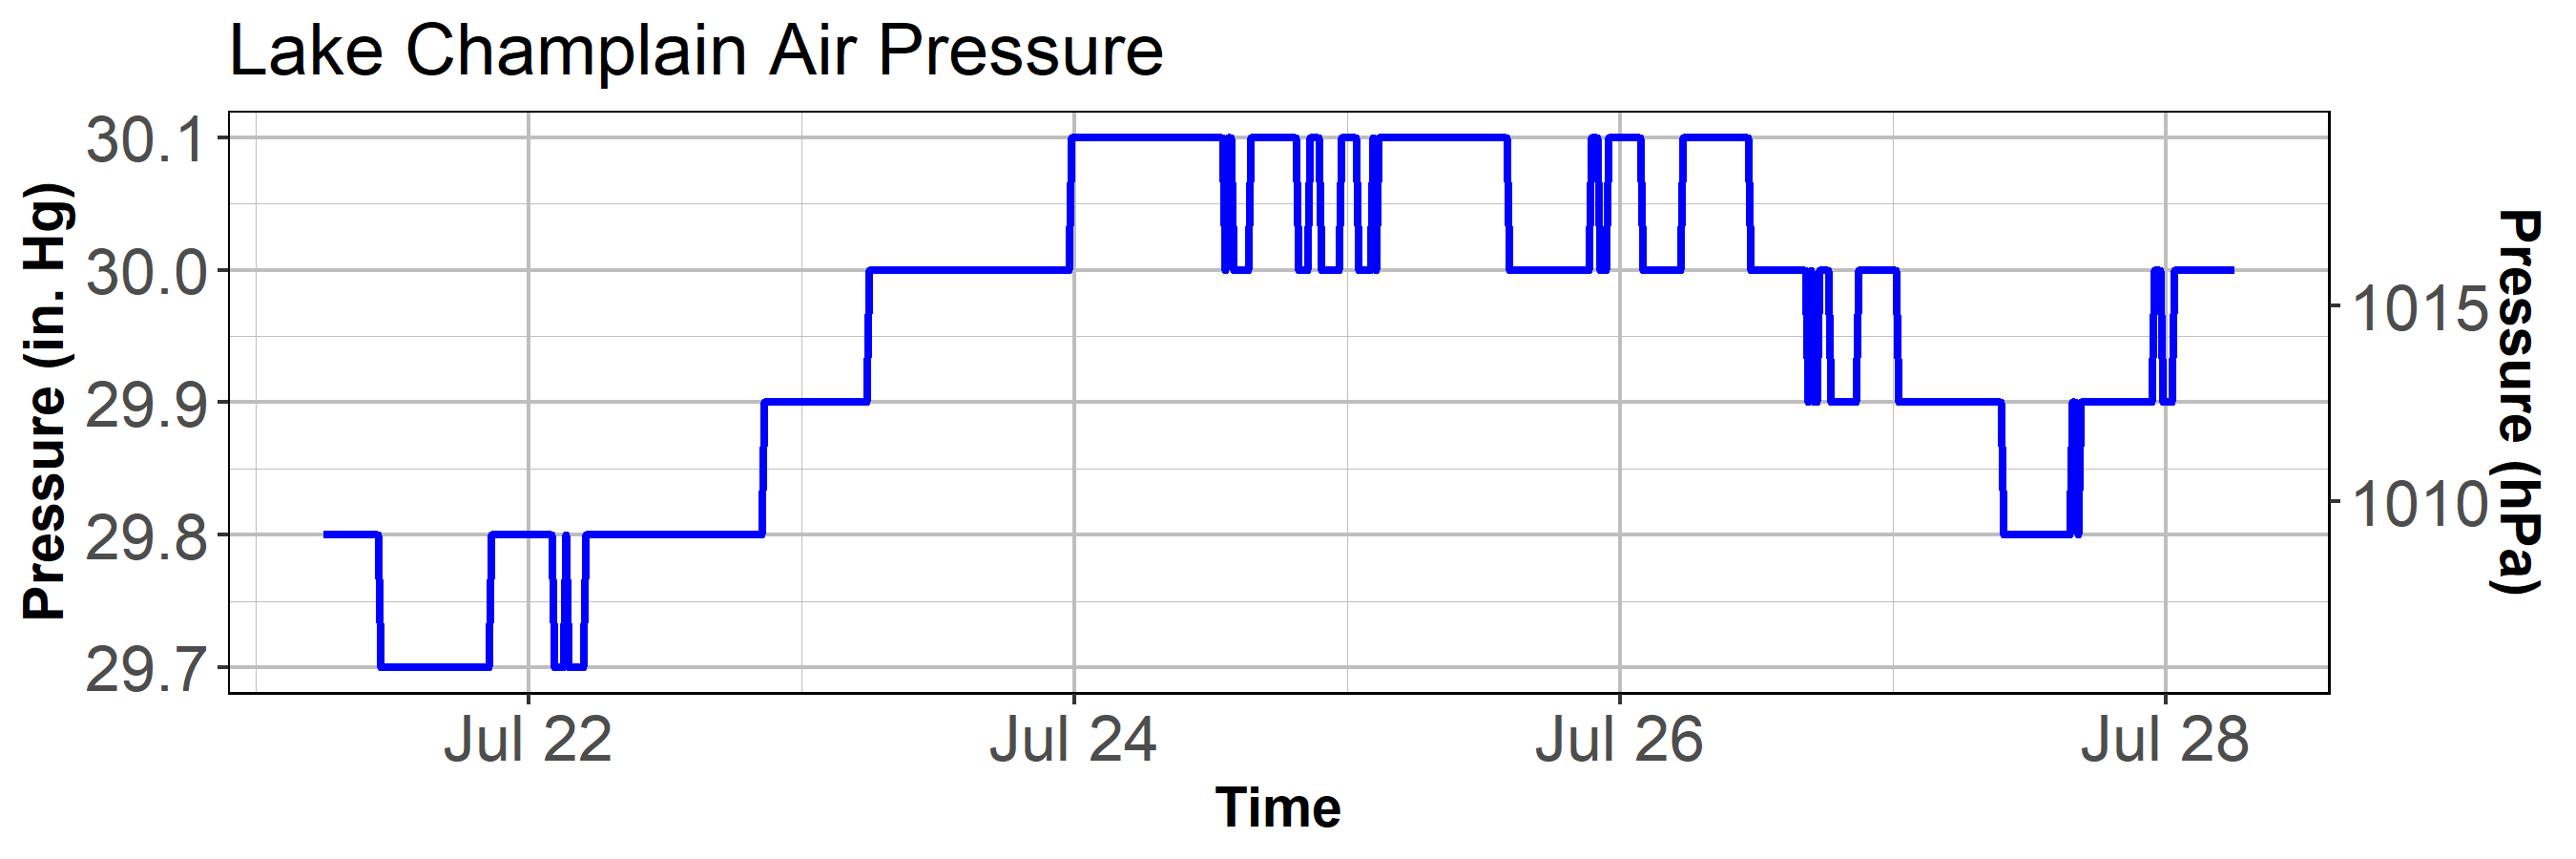 Lake Champlain Air Pressure
Pressure (in. Hg)
30.1
30.0
29.9
29.8
29.7
1015
1010
Pressure (hPa)
Jul 22 Jul 24 Jul 26 Jul 28
Time